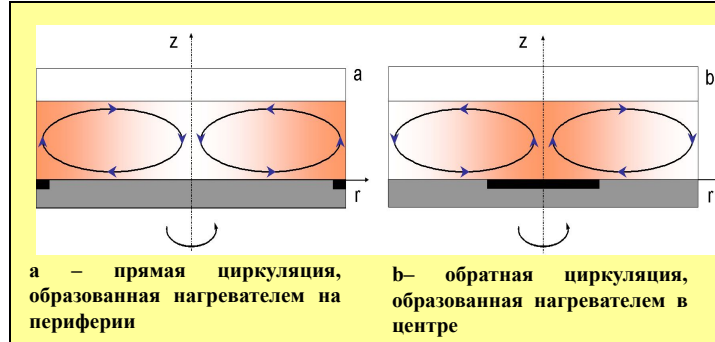 z
a
r
z
b
r
a – прямая циркуляция,
образованная нагревателем на
периферии
b– обратная циркуляция,
образованная нагревателем в
центре